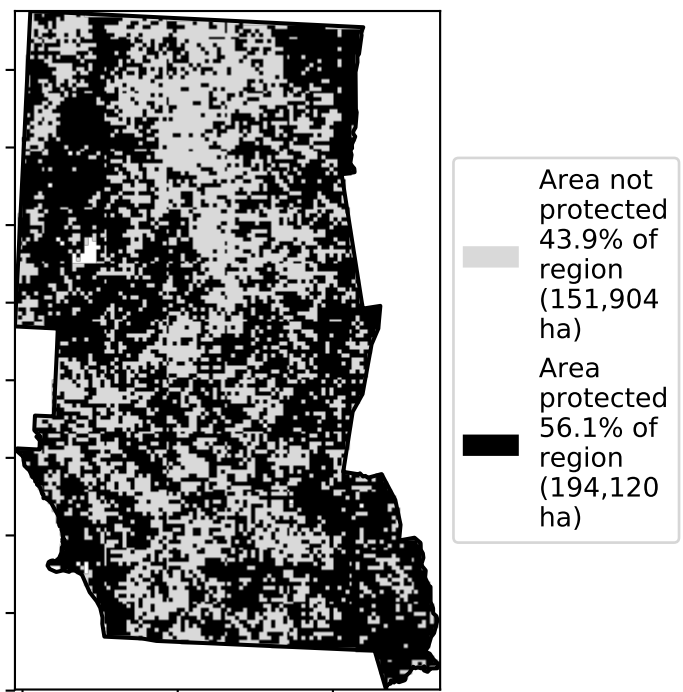 Area not
protected
43.9% of
region
(151,904
ha)
Area
protected
56.1% of
region
(194,120
ha)